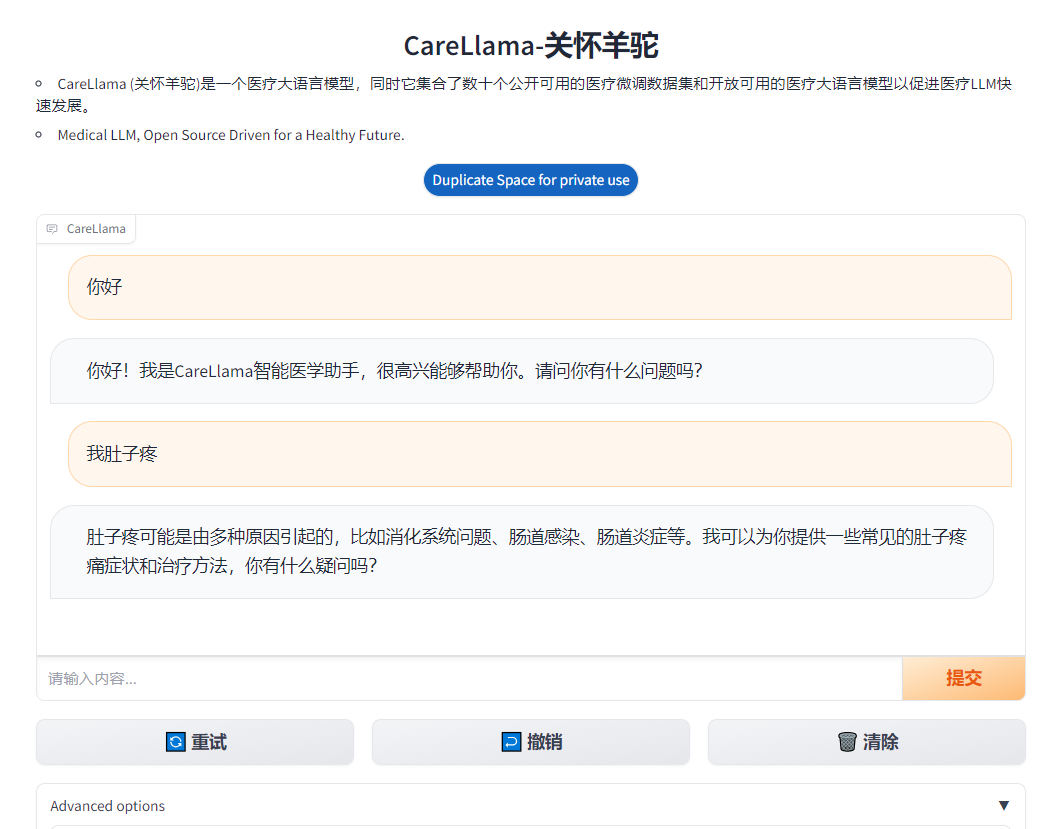 CareLlama-关怀羊驼
CareLlama (关怀羊驼)是一个医疗大语言模型，同时它集合了数十个公开可用的医疗微调数据集和开放可用的医疗大语言模型以促进医疗LLM快
速发展。
Medical LLM, Open Source Driven for a Healthy Future.
Duplicate Space for private use
CareLlama
你好
你好！我是CareLlama智能医学助手，很高兴能够帮助你。请问你有什么问题吗？
我肚子疼
肚子疼可能是由多种原因引起的，比如消化系统问题、肠道感染、肠道炎症等。我可以为你提供一些常见的肚子疼
痛症状和治疗方法，你有什么疑问吗？
请输入内容...
提交
重试
撤销
清除
Advanced options